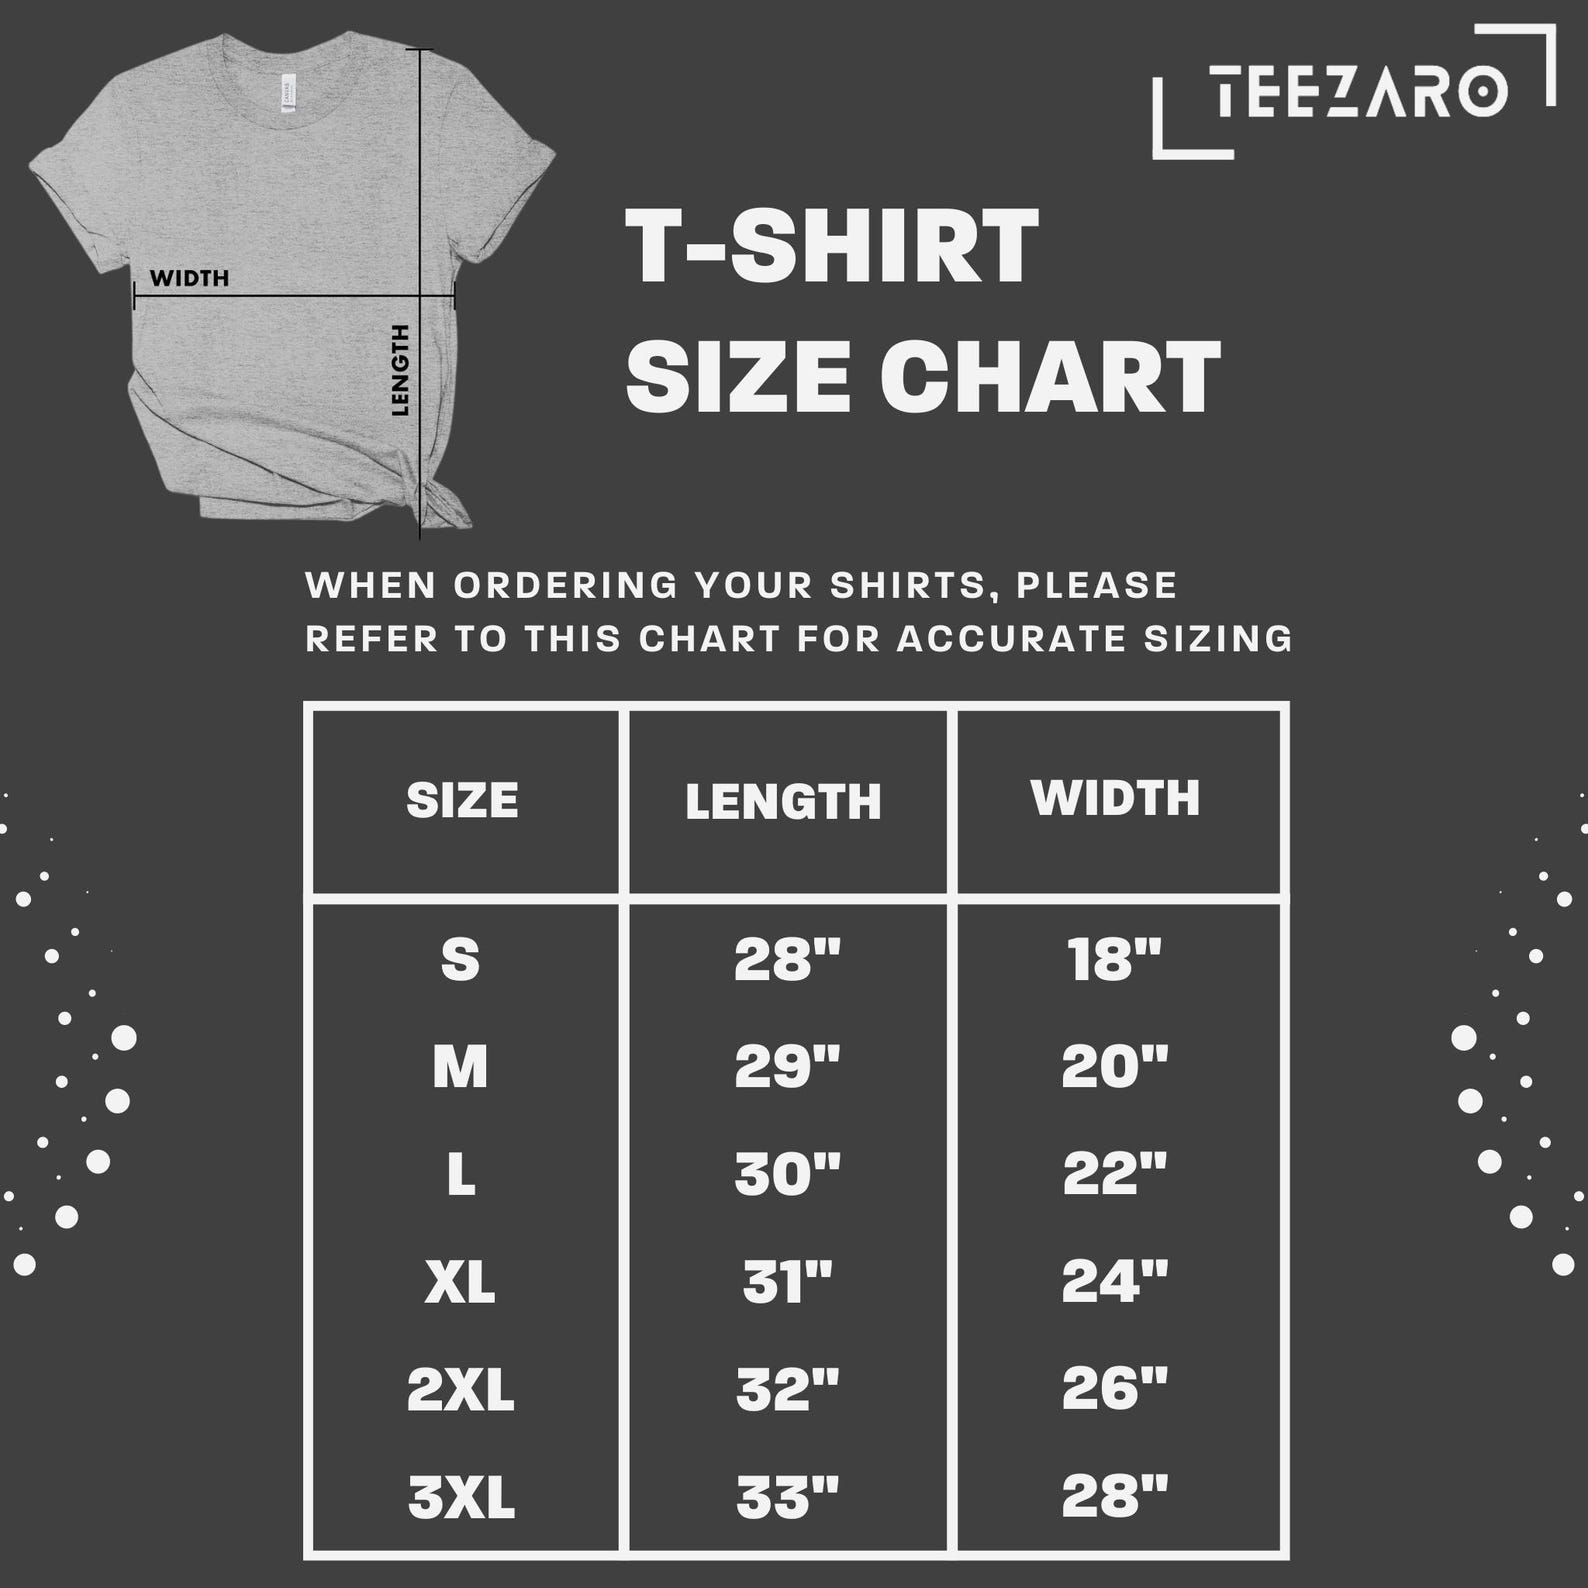 TEEZARO
T-SHIRT
SIZE CHART
WIDTH
LENGTH
WHEN ORDERING YOUR SHIRTS, PLEASE
REFER TO THIS CHART FOR ACCURATE SIZING
SIZE LENGTH WIDTH
S 28" 18"
M 29" 20"
L 30" 22"
XL 31" 24"
2XL 32" 26"
3XL 33" 28"